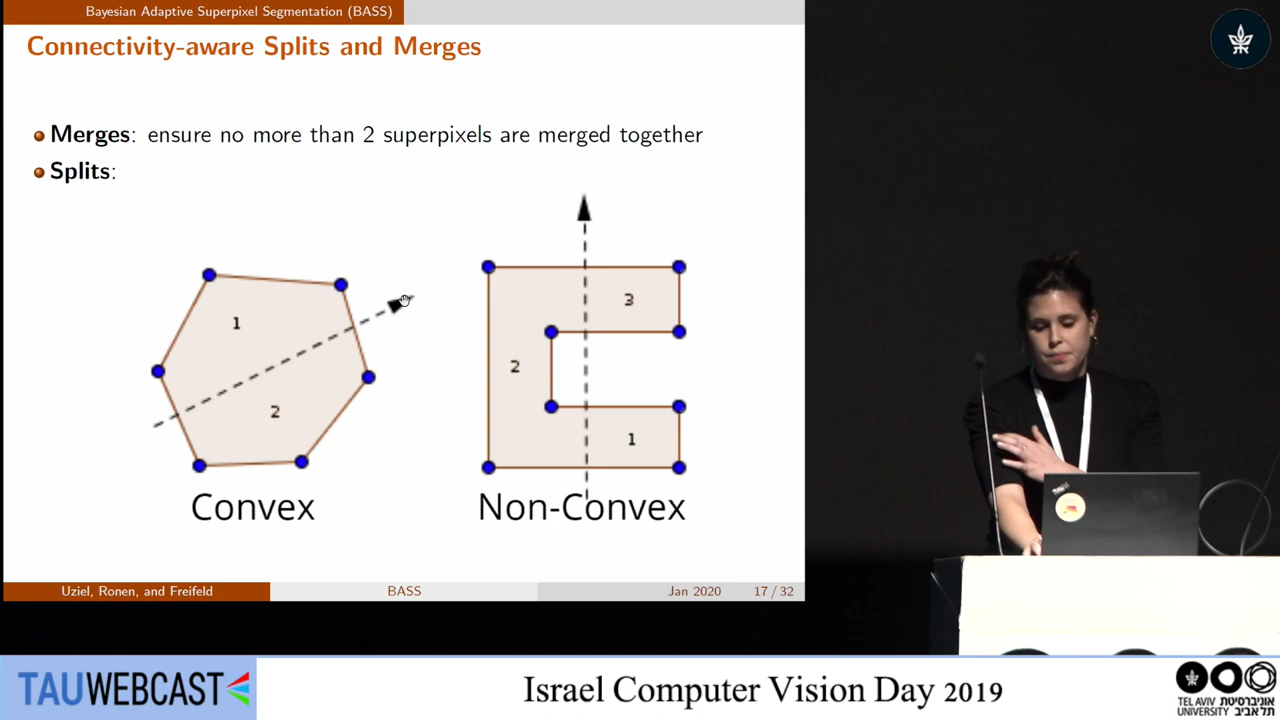 Bayesian Adaptive Superpixel Segmentation (BASS)
Connectivity-aware Splits and Merges
Merges: ensure no more than 2 superpixels are merged together
Splits:
1
2
3
2
1
Convex
Non-Convex
Uziel, Ronen, and Freifeld
BASS
Jan 2020
17 / 32
TAUWEBCAST
Israel Computer Vision Day 2019
TEL AVIV אוניברסיטת
UNIVERSITY תל אביב